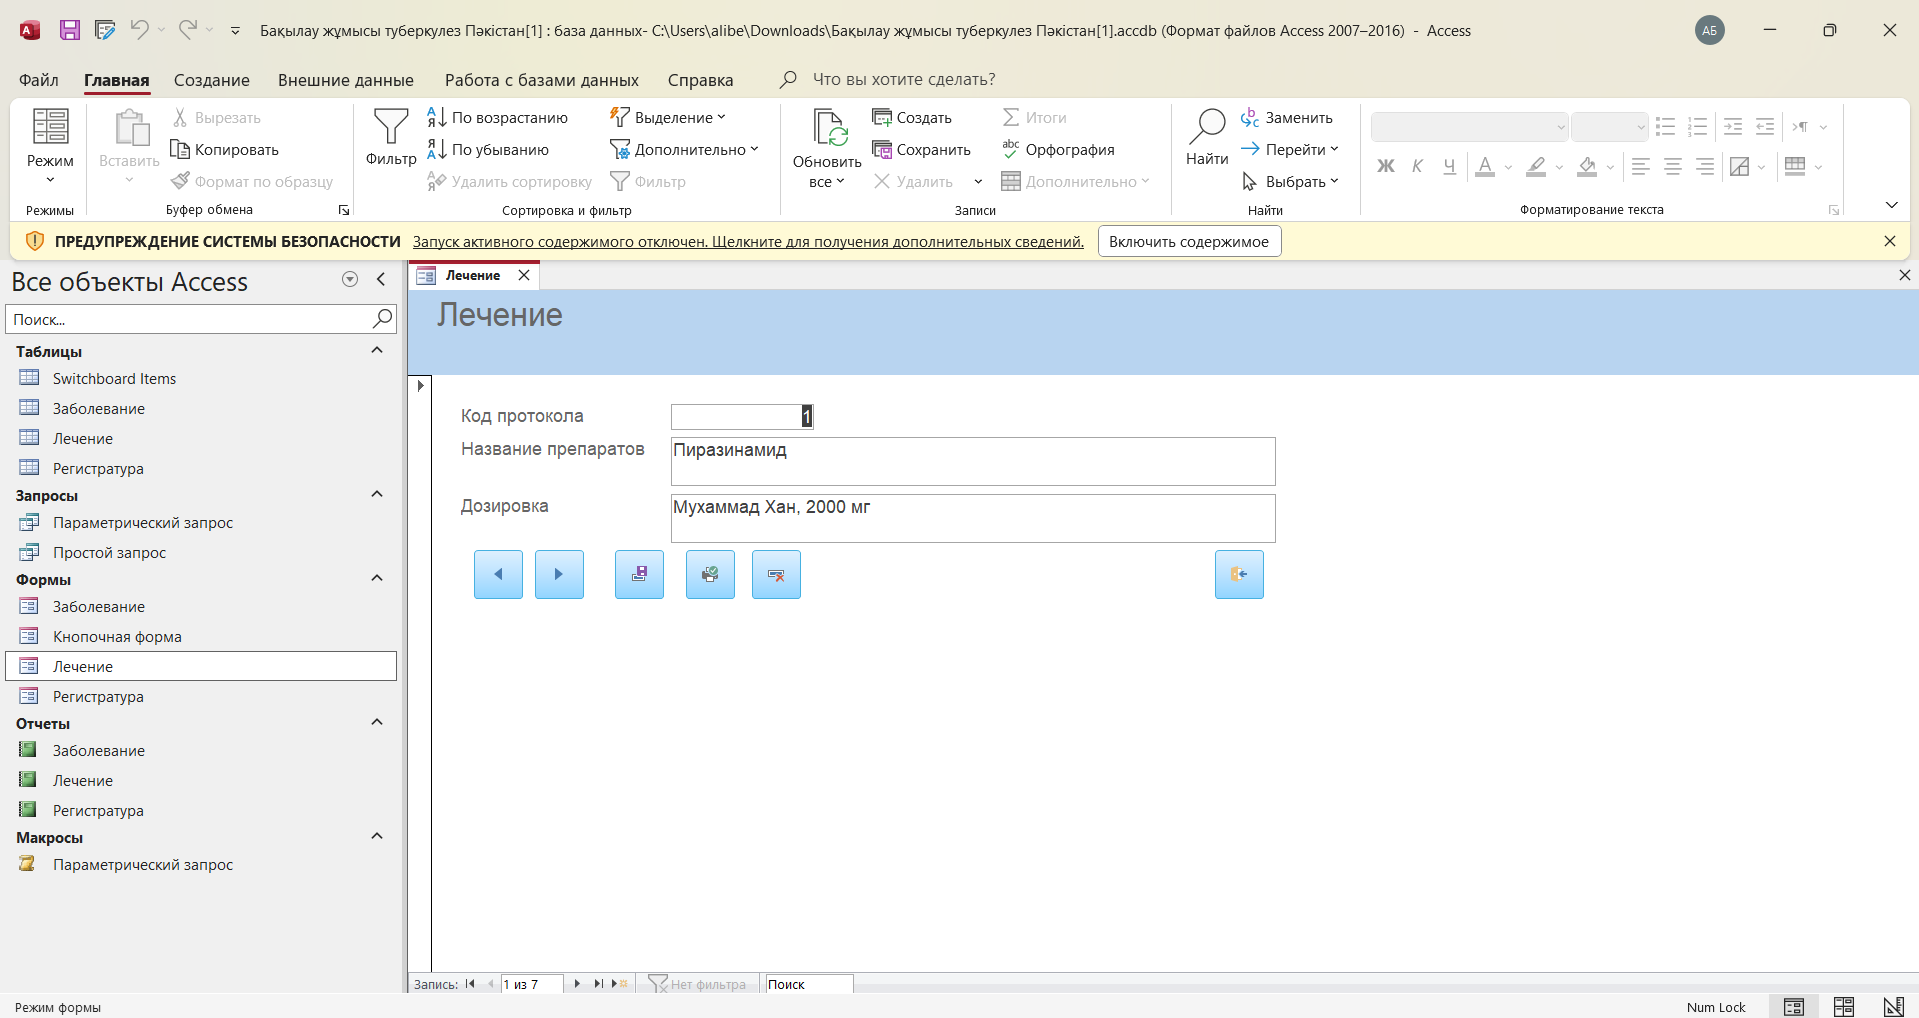 Бақылау жұмысы туберкулез Пәкістан[1] : база данных- C:\Users\alibe\Downloads\Бақылау жұмысы туберкулез Пәкістан[1].accdb (Формат файлов Access 2007–2016) - Access
АБ
Файл Главная Создание Внешние данные Работа с базами данных Справка Что вы хотите сделать?
Режим
Режимы
Вставить
Вырезать
Копировать
Формат по образцу
Буфер обмена
Фильтр
По возрастанию
По убыванию
Удалить сортировку
Выделение
Дополнительно
Фильтр
Сортировка и фильтр
Обновить
все
Создать
Сохранить
Удалить
Итоги
Орфография
Дополнительно
Записи
Найти
Заменить
Перейти
Выбрать
Найти
Ж К Ч
Форматирование текста
ПРЕДУПРЕЖДЕНИЕ СИСТЕМЫ БЕЗОПАСНОСТИ Запуск активного содержимого отключен. Щелкните для получения дополнительных сведений. Включить содержимое
Все объекты Access
Поиск...
Таблицы
Switchboard Items
Заболевание
Лечение
Регистратура
Запросы
Параметрический запрос
Простой запрос
Формы
Заболевание
Кнопочная форма
Лечение
Регистратура
Отчеты
Заболевание
Лечение
Регистратура
Макросы
Параметрический запрос
Лечение
Лечение
Код протокола 1
Название препаратов Пиразинамид
Дозировка Мухаммад Хан, 2000 мг
Запись: 1 из 7 Нет фильтра Поиск
Режим формы Num Lock